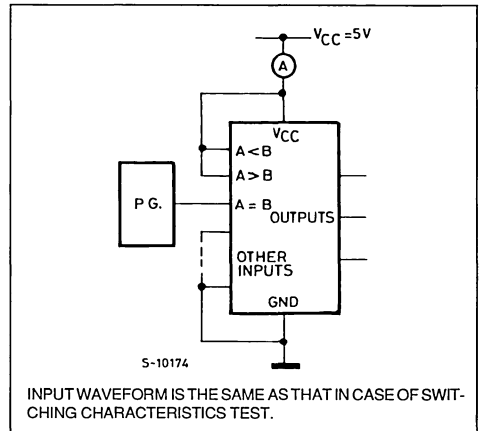 VCC=5V
A
VCC
A<B
A>B
P.G.
A=B
OUTPUTS
OTHER
INPUTS
GND
S-10174
INPUT WAVEFORM IS THE SAME AS THAT IN CASE OF SWIT-
CHING CHARACTERISTICS TEST.